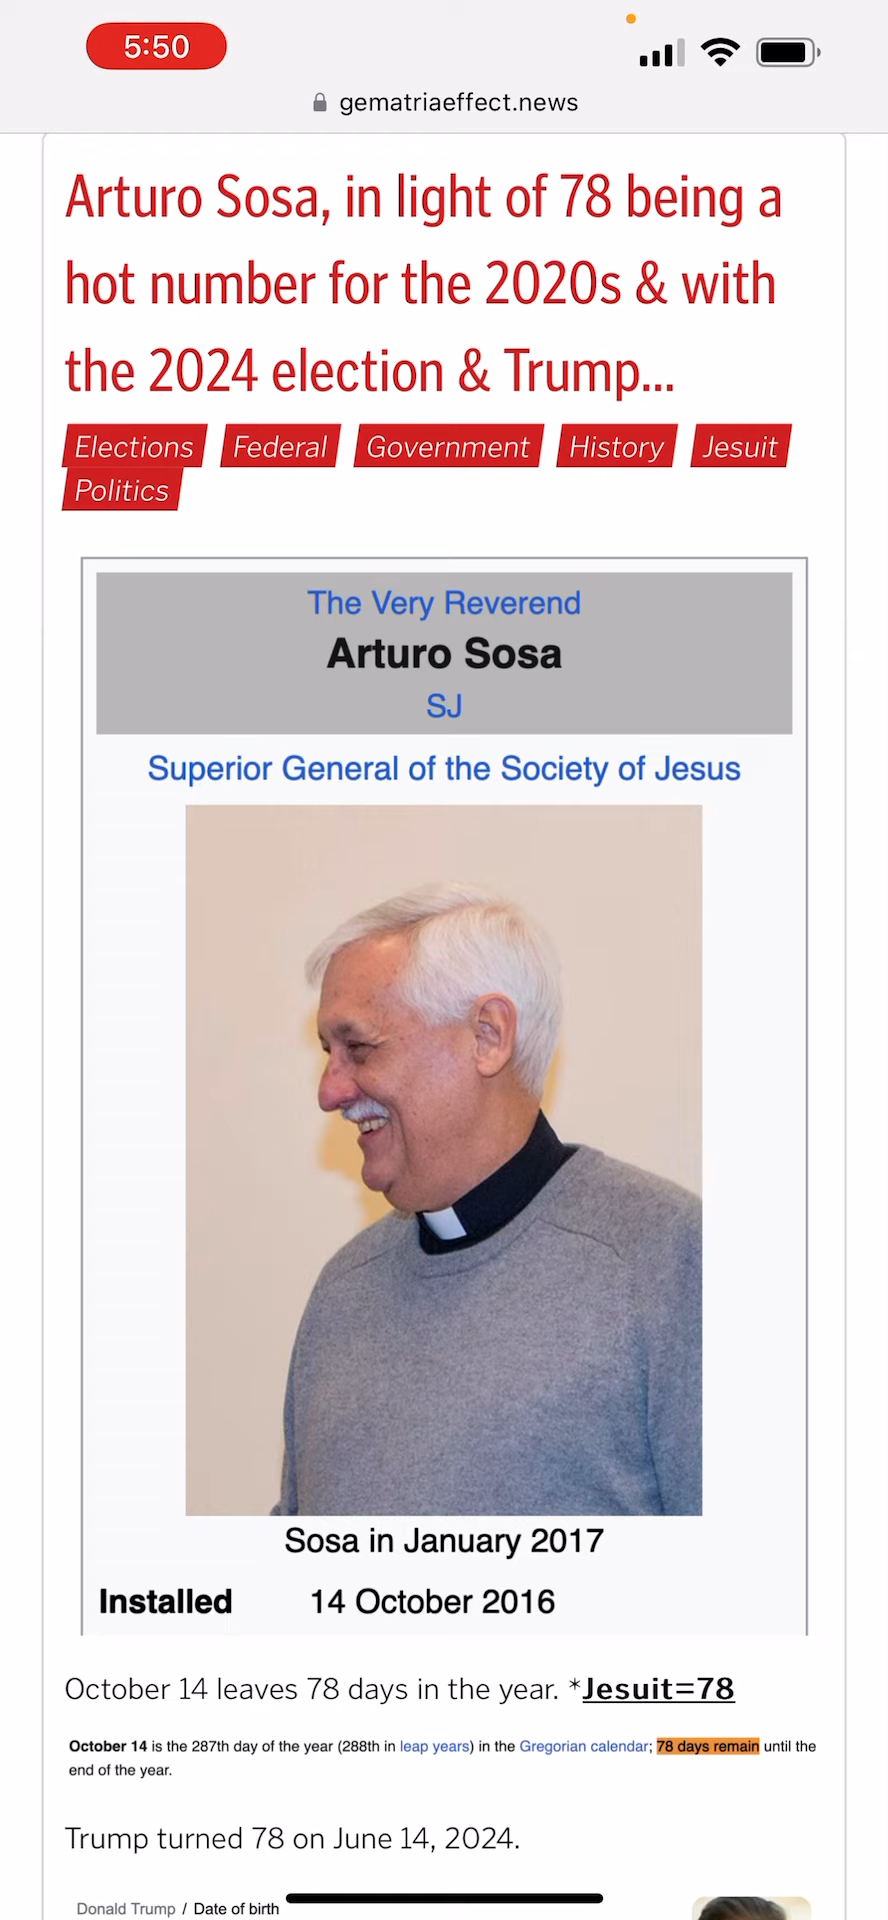 5:50
gematriaeffect.news
Arturo Sosa, in light of 78 being a
hot number for the 2020s & with
the 2024 election & Trump...
Elections Federal Government History Jesuit
Politics
The Very Reverend
Arturo Sosa
SJ
Superior General of the Society of Jesus
Sosa in January 2017
Installed 14 October 2016
October 14 leaves 78 days in the year. *Jesuit=78
October 14 is the 287th day of the year (288th in leap years) in the Gregorian calendar; 78 days remain until the
end of the year.
Trump turned 78 on June 14, 2024.
Donald Trump / Date of birth